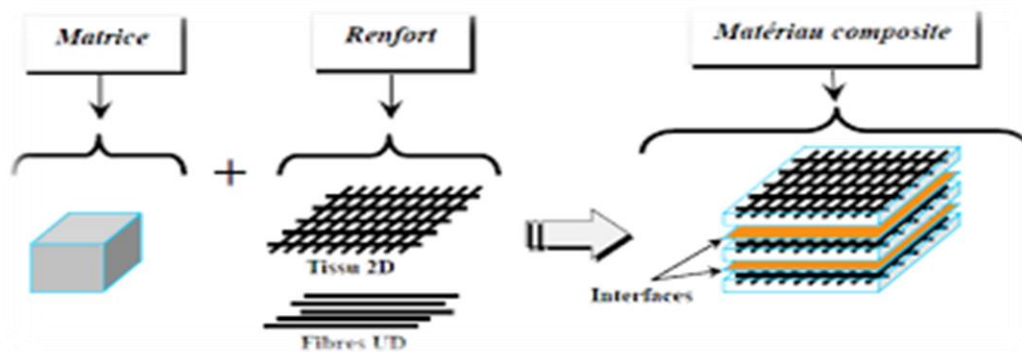 Matrice
Renfort
Matériau composite
+
Tissu 2D
Interfaces
Fibres UD